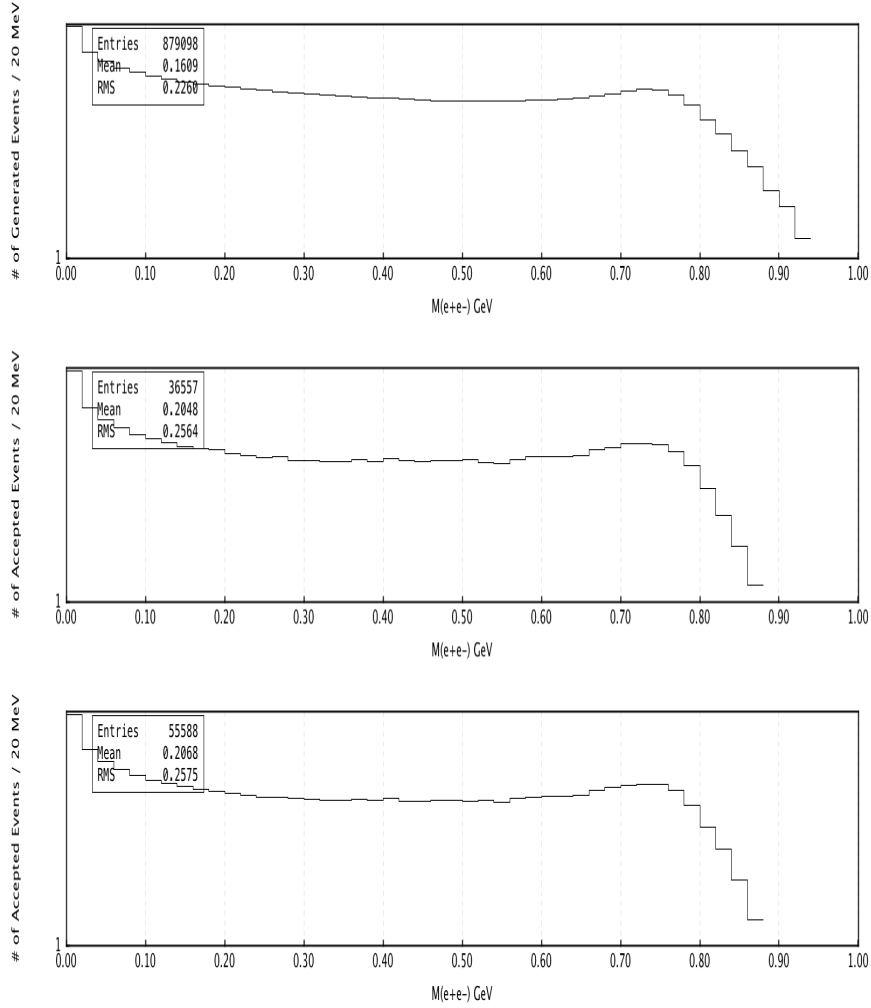 # of Generated Events / 20 MeV
Entries 879098
Mean 0.1609
RMS 0.2260
1
0.00 0.10 0.20 0.30 0.40 0.50 0.60 0.70 0.80 0.90 1.00
M(e+e−) GeV
# of Accepted Events / 20 MeV
Entries 36557
Mean 0.2048
RMS 0.2564
1
0.00 0.10 0.20 0.30 0.40 0.50 0.60 0.70 0.80 0.90 1.00
M(e+e−) GeV
# of Accepted Events / 20 MeV
Entries 55588
Mean 0.2068
RMS 0.2575
1
0.00 0.10 0.20 0.30 0.40 0.50 0.60 0.70 0.80 0.90 1.00
M(e+e−) GeV